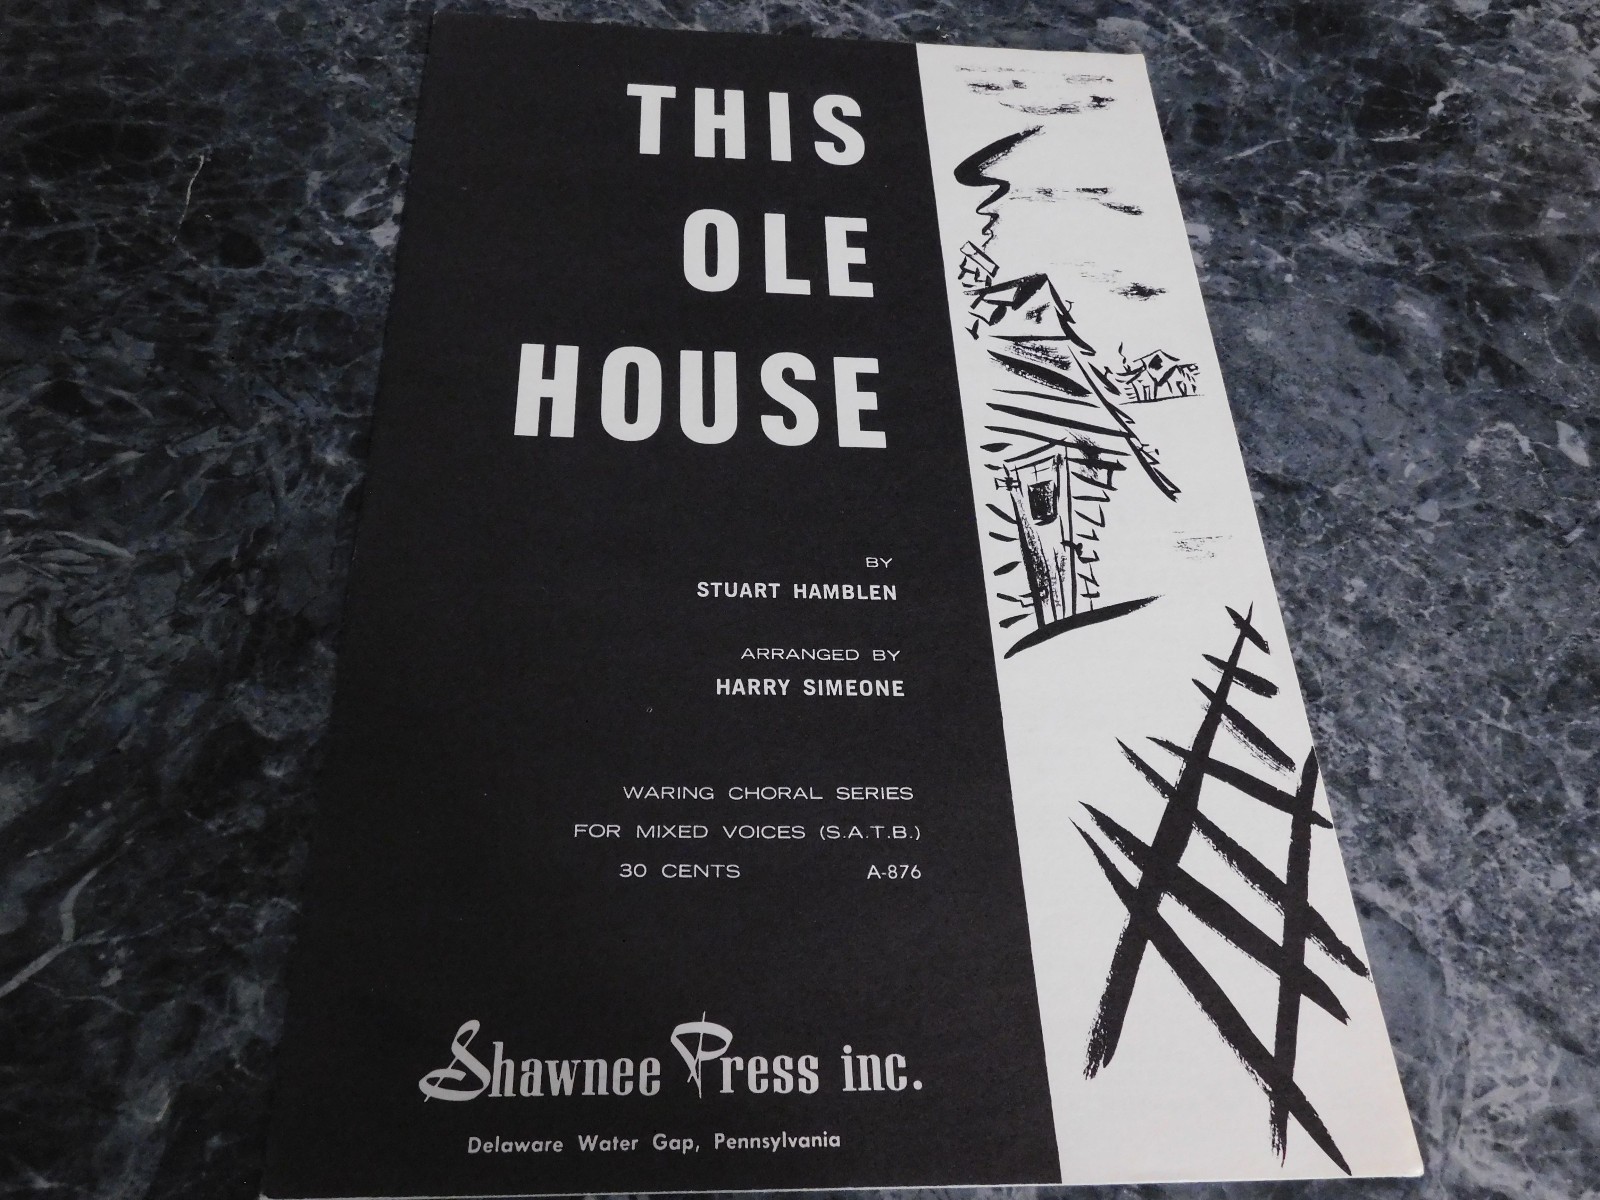 THIS
OLE
HOUSE
BY
STUART HAMBLEN
ARRANGED BY
HARRY SIMEONE
WARING CHORAL SERIES
FOR MIXED VOICES (S.A.T.B.)
30 CENTS A-876
Shawnee Press inc.
Delaware Water Gap, Pennsylvania